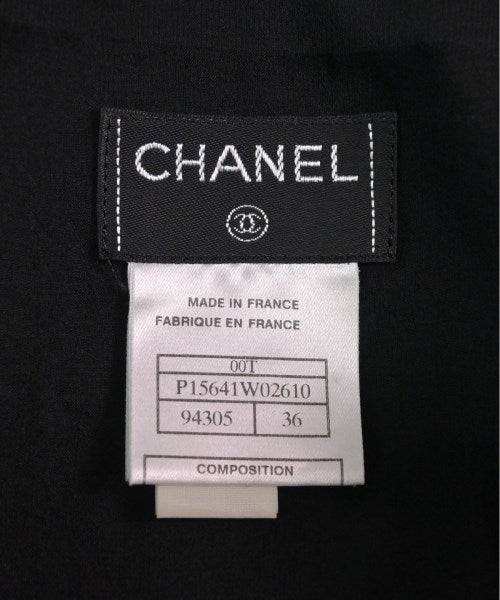 CHANEL
MADE IN FRANCE
FABRIQUE EN FRANCE
00T
P15641W02610
94305 36
COMPOSITION